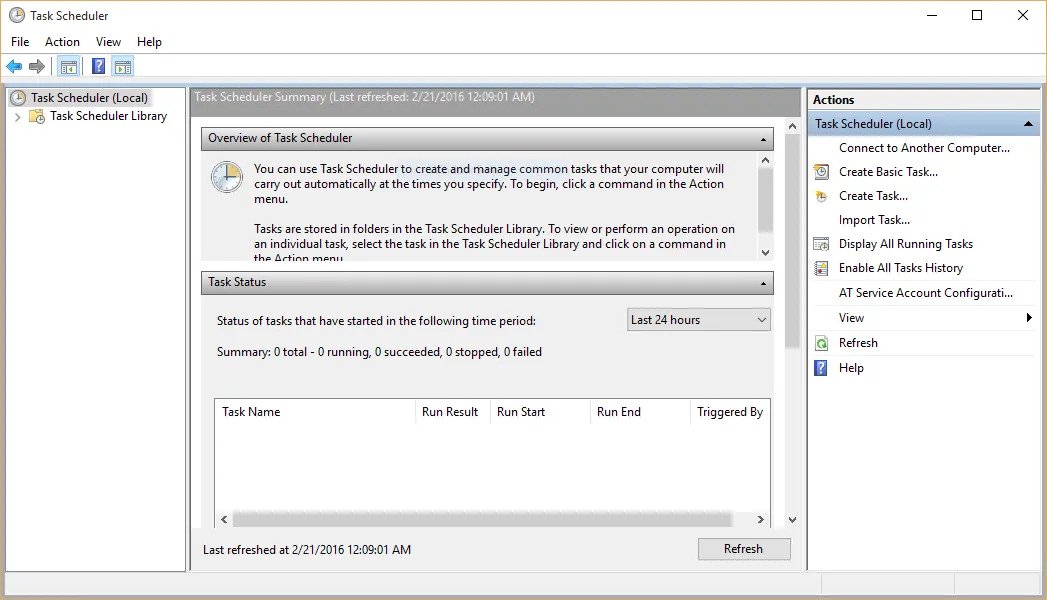 Task Scheduler
File Action View Help
Task Scheduler (Local)
Task Scheduler Library
Task Scheduler Summary (Last refreshed: 2/21/2016 12:09:01 AM)
Overview of Task Scheduler
You can use Task Scheduler to create and manage common tasks that your computer will
carry out automatically at the times you specify. To begin, click a command in the Action
menu.
Tasks are stored in folders in the Task Scheduler Library. To view or perform an operation
on an individual task, select the task in the Task Scheduler Library and click on a command in
the Action menu.
Task Status
Status of tasks that have started in the following time period:
Last 24 hours
Summary: 0 total - 0 running, 0 succeeded, 0 stopped, 0 failed
Task Name Run Result Run Start Run End Triggered By
Last refreshed at 2/21/2016 12:09:01 AM
Refresh
Actions
Task Scheduler (Local)
Connect to Another Computer...
Create Basic Task...
Create Task...
Import Task...
Display All Running Tasks
Enable All Tasks History
AT Service Account Configurati...
View
Refresh
Help